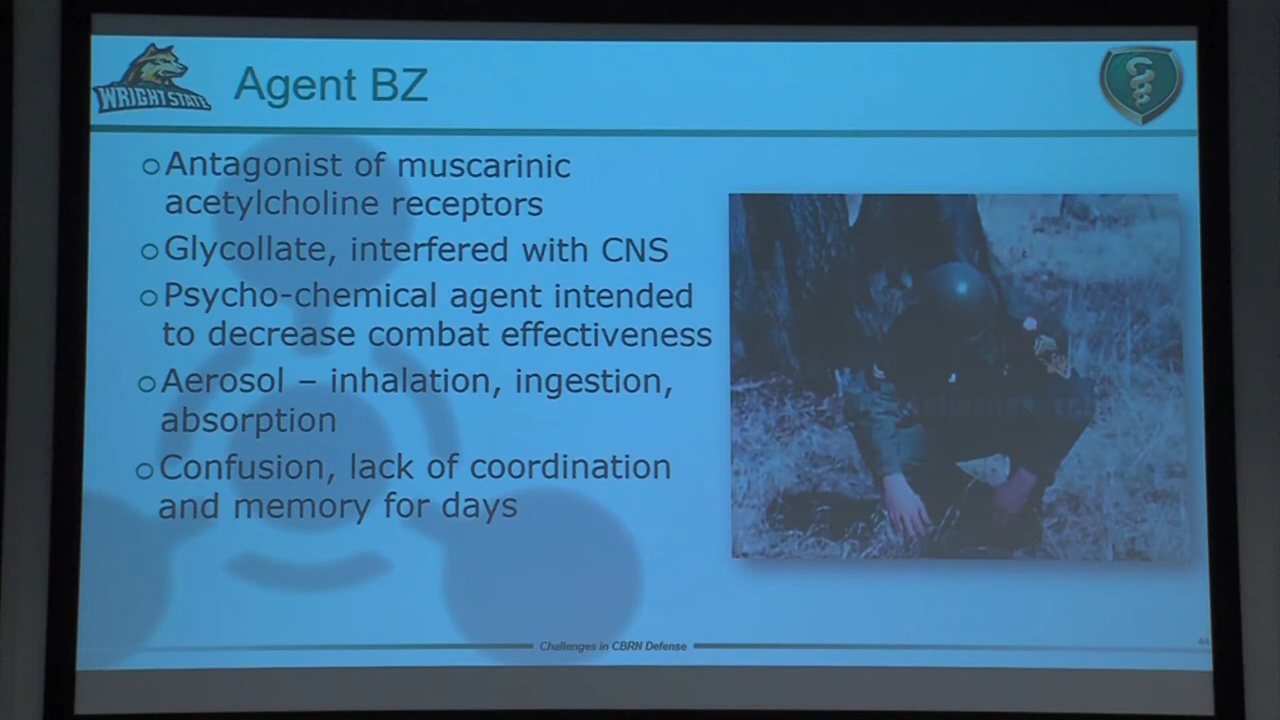 WRIGHT STATE
Agent BZ
Antagonist of muscarinic
acetylcholine receptors
Glycollate, interfered with CNS
Psycho-chemical agent intended
to decrease combat effectiveness
Aerosol – inhalation, ingestion,
absorption
Confusion, lack of coordination
and memory for days
Challenges in CBRN Defense